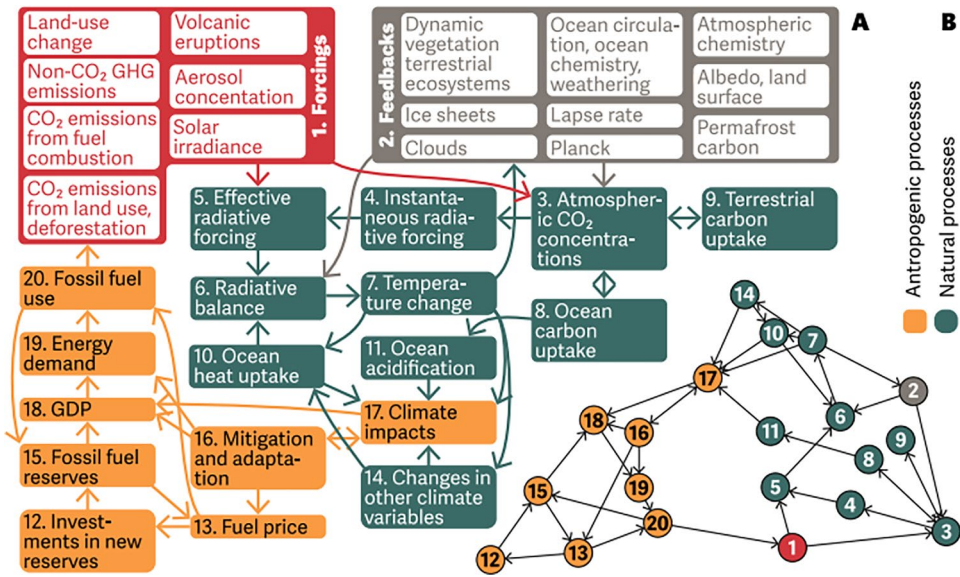 Land-use
change
Non-CO₂ GHG
emissions
CO₂ emissions
from fuel
combustion
CO₂ emissions
from land use,
deforestation
Volcanic
eruptions
Aerosol
concentation
Solar
irradiance
1. Forcings
2. Feedbacks
Dynamic
vegetation
terrestrial
ecosystems
Ice sheets
Clouds
Ocean circula-
tion, ocean
chemistry,
weathering
Lapse rate
Planck
Atmospheric
chemistry
Albedo, land
surface
Permafrost
carbon
A
B
Antropogenic processes
Natural processes
5. Effective
radiative
forcing
4. Instanta-
neous radia-
tive forcing
3. Atmospher-
ic CO₂
concentra-
tions
9. Terrestrial
carbon
uptake
20. Fossil fuel
use
6. Radiative
balance
7. Tempera-
ture change
8. Ocean
carbon
uptake
19. Energy
demand
10. Ocean
heat uptake
11. Ocean
acidification
18. GDP
17. Climate
impacts
16. Mitigation
and adapta-
tion
15. Fossil fuel
reserves
14. Changes in
other climate
variables
12. Invest-
ments in new
reserves
13. Fuel price
14
10
7
17
2
18
16
6
11
9
8
15
19
5
4
20
12
13
1
3